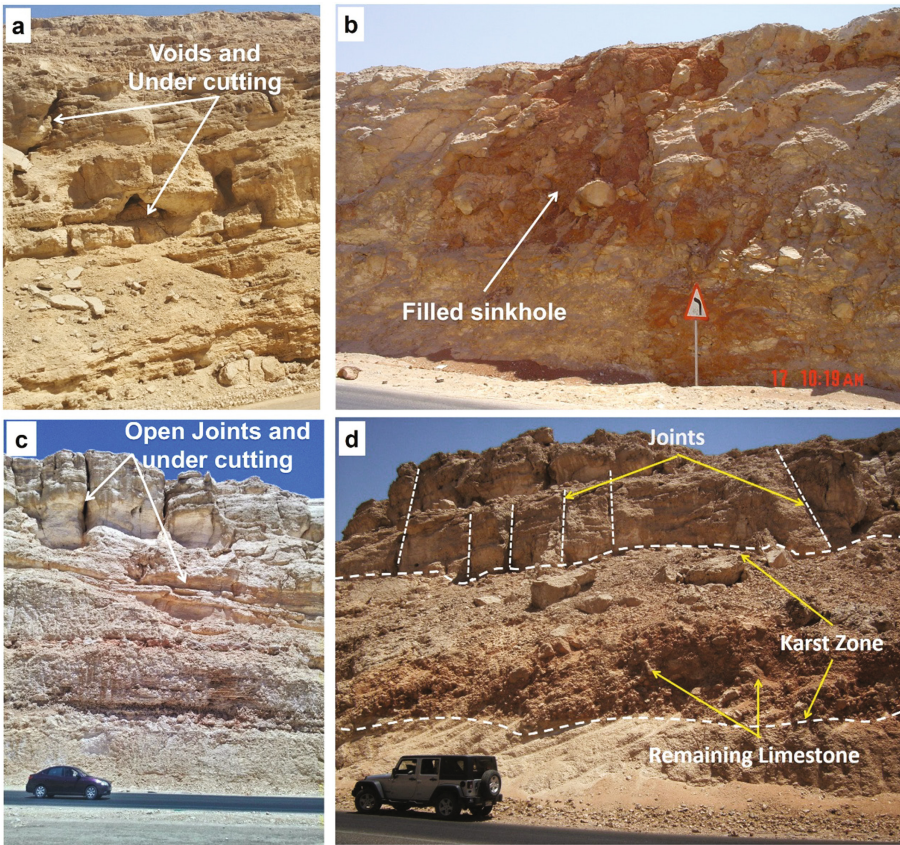 a
Voids and
Under cutting
b
Filled sinkhole
12 10:19 AM
c
Open Joints and
under cutting
d
Joints
Karst Zone
Remaining Limestone